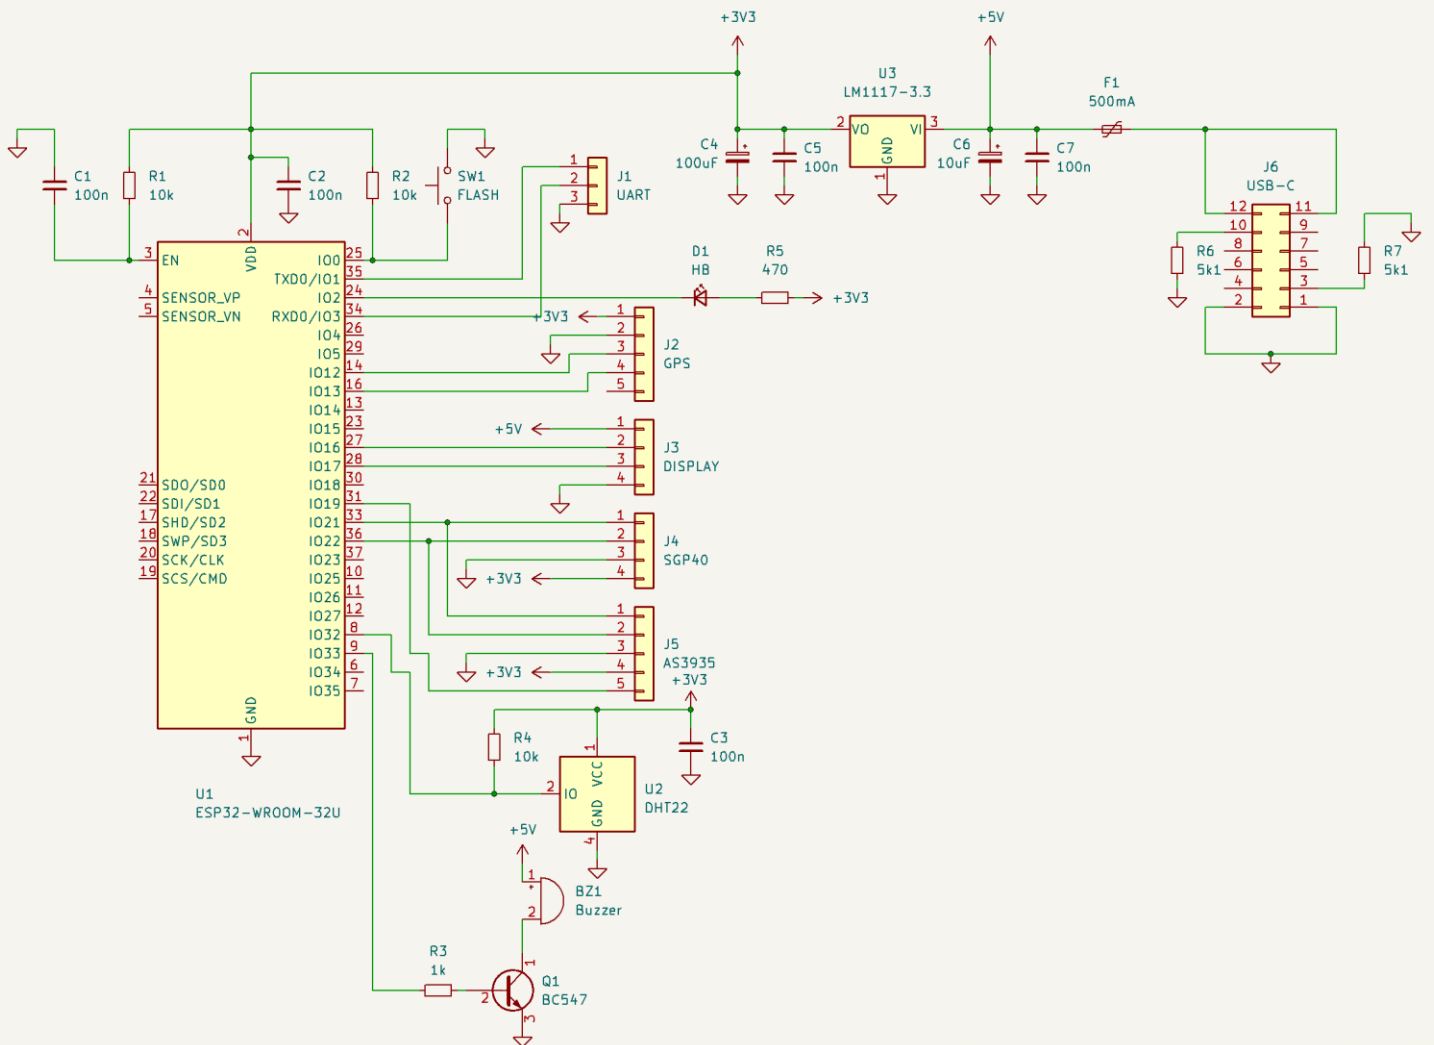 +3V3
+5V
U3
LM1117-3.3
F1
500mA
2
VO
VI
3
GND
1
C4
100uF
C5
100n
C6
10uF
C7
100n
J6
USB-C
12
11
10
9
8
7
6
5
4
3
2
1
R6
5k1
R7
5k1
C1
100n
R1
10k
C2
100n
R2
10k
SW1
FLASH
1
2
3
J1
UART
D1
HB
R5
470
+3V3
2
VDD
3
EN
4
SENSOR_VP
5
SENSOR_VN
21
SDO/SD0
22
SDI/SD1
17
SHD/SD2
18
SWP/SD3
20
SCK/CLK
19
SCS/CMD
IO0
25
TXD0/IO1
35
IO2
24
RXD0/IO3
34
IO4
26
IO5
29
IO12
14
IO13
16
IO14
13
IO15
23
IO16
27
IO17
28
IO18
30
IO19
31
IO21
33
IO22
36
IO23
37
IO25
10
IO26
11
IO27
12
IO32
8
IO33
9
IO34
6
IO35
7
GND
1
U1
ESP32-WROOM-32U
+3V3
1
2
3
4
5
J2
GPS
+5V
1
2
3
4
J3
DISPLAY
1
2
3
4
+3V3
J4
SGP40
1
2
3
4
5
+3V3
J5
AS3935
+3V3
R4
10k
C3
100n
1
VCC
2
IO
GND
4
U2
DHT22
+5V
1
+
2
BZ1
Buzzer
R3
1k
1
2
3
Q1
BC547